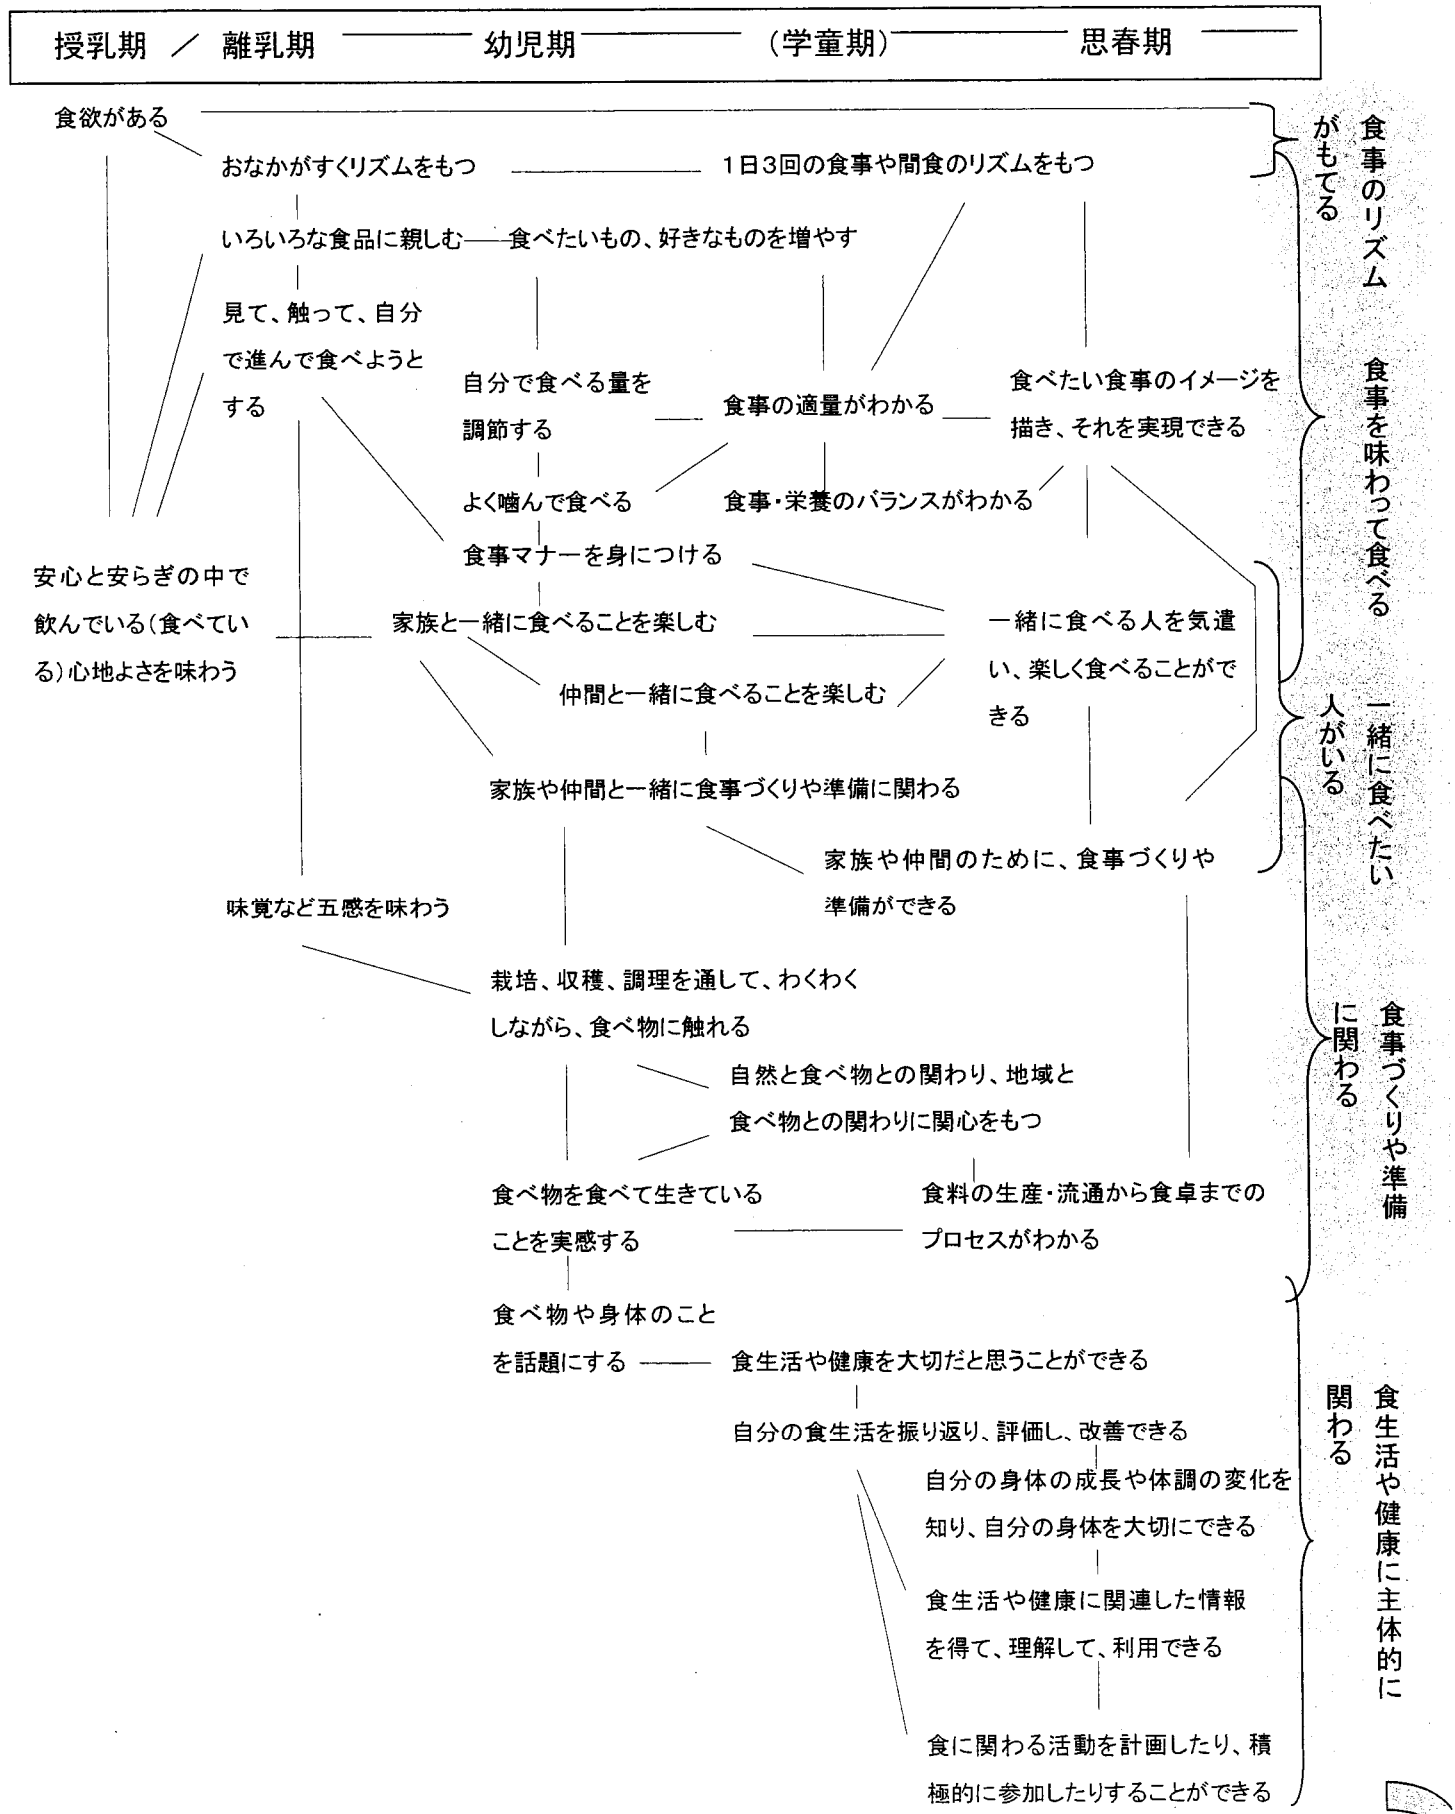 授乳期 ／ 離乳期 幼児期 (学童期) 思春期
食欲がある
おなかがすくリズムをもつ
1日3回の食事や間食のリズムをもつ
いろいろな食品に親しむ
食べたいもの、好きなものを増やす
見て、触って、自分
で進んで食べようと
する
自分で食べる量を
調節する
食事の適量がわかる
食べたい食事のイメージを
描き、それを実現できる
よく噛んで食べる
食事・栄養のバランスがわかる
食事マナーを身につける
安心と安らぎの中で
飲んでいる(食べてい
る)心地よさを味わう
家族と一緒に食べることを楽しむ
一緒に食べる人を気遣
い、楽しく食べることがで
きる
仲間と一緒に食べることを楽しむ
家族や仲間と一緒に食事づくりや準備に関わる
家族や仲間のために、食事づくりや
準備ができる
味覚など五感を味わう
栽培、収穫、調理を通して、わくわく
しながら、食べ物に触れる
自然と食べ物との関わり、地域と
食べ物との関わりに関心をもつ
食べ物を食べて生きている
ことを実感する
食料の生産・流通から食卓までの
プロセスがわかる
食べ物や身体のこと
を話題にする
食生活や健康を大切だと思うことができる
自分の食生活を振り返り、評価し、改善できる
自分の身体の成長や体調の変化を
知り、自分の身体を大切にできる
食生活や健康に関連した情報
を得て、理解して、利用できる
食に関わる活動を計画したり、積
極的に参加したりすることができる
食事のリズム
がもてる
食事を味わって食べる
一緒に食べたい
人がいる
食事づくりや準備
に関わる
食生活や健康に主体的に
関わる